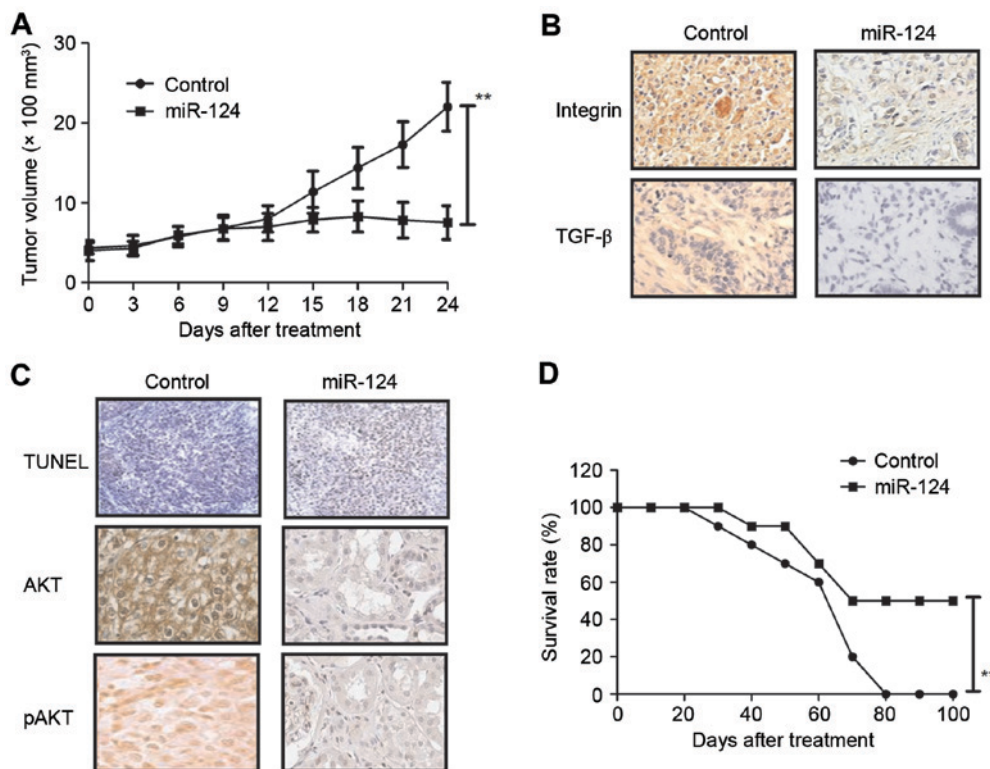 A
Tumor volume (× 100 mm³)
30
20
10
0
Control
miR-124
**
0 3 6 9 12 15 18 21 24
Days after treatment
B
Control miR-124
Integrin
TGF-β
C
Control miR-124
TUNEL
AKT
pAKT
D
Control
miR-124
Survival rate (%)
120
100
80
60
40
20
0
**
0 20 40 60 80 100
Days after treatment